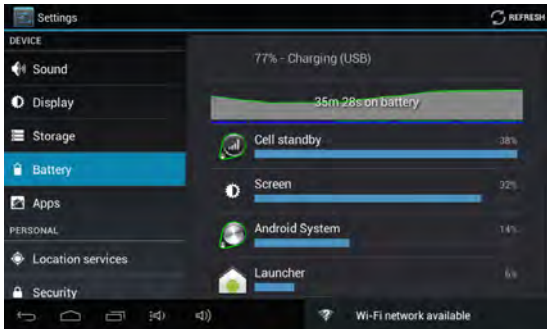 Settings
REFRESH
DEVICE
Sound
Display
Storage
Battery
Apps
PERSONAL
Location services
Security
77% - Charging (USB)
35m 28s on battery
Cell standby
38%
Screen
32%
Android System
14%
Launcher
6%
Wi-Fi network available